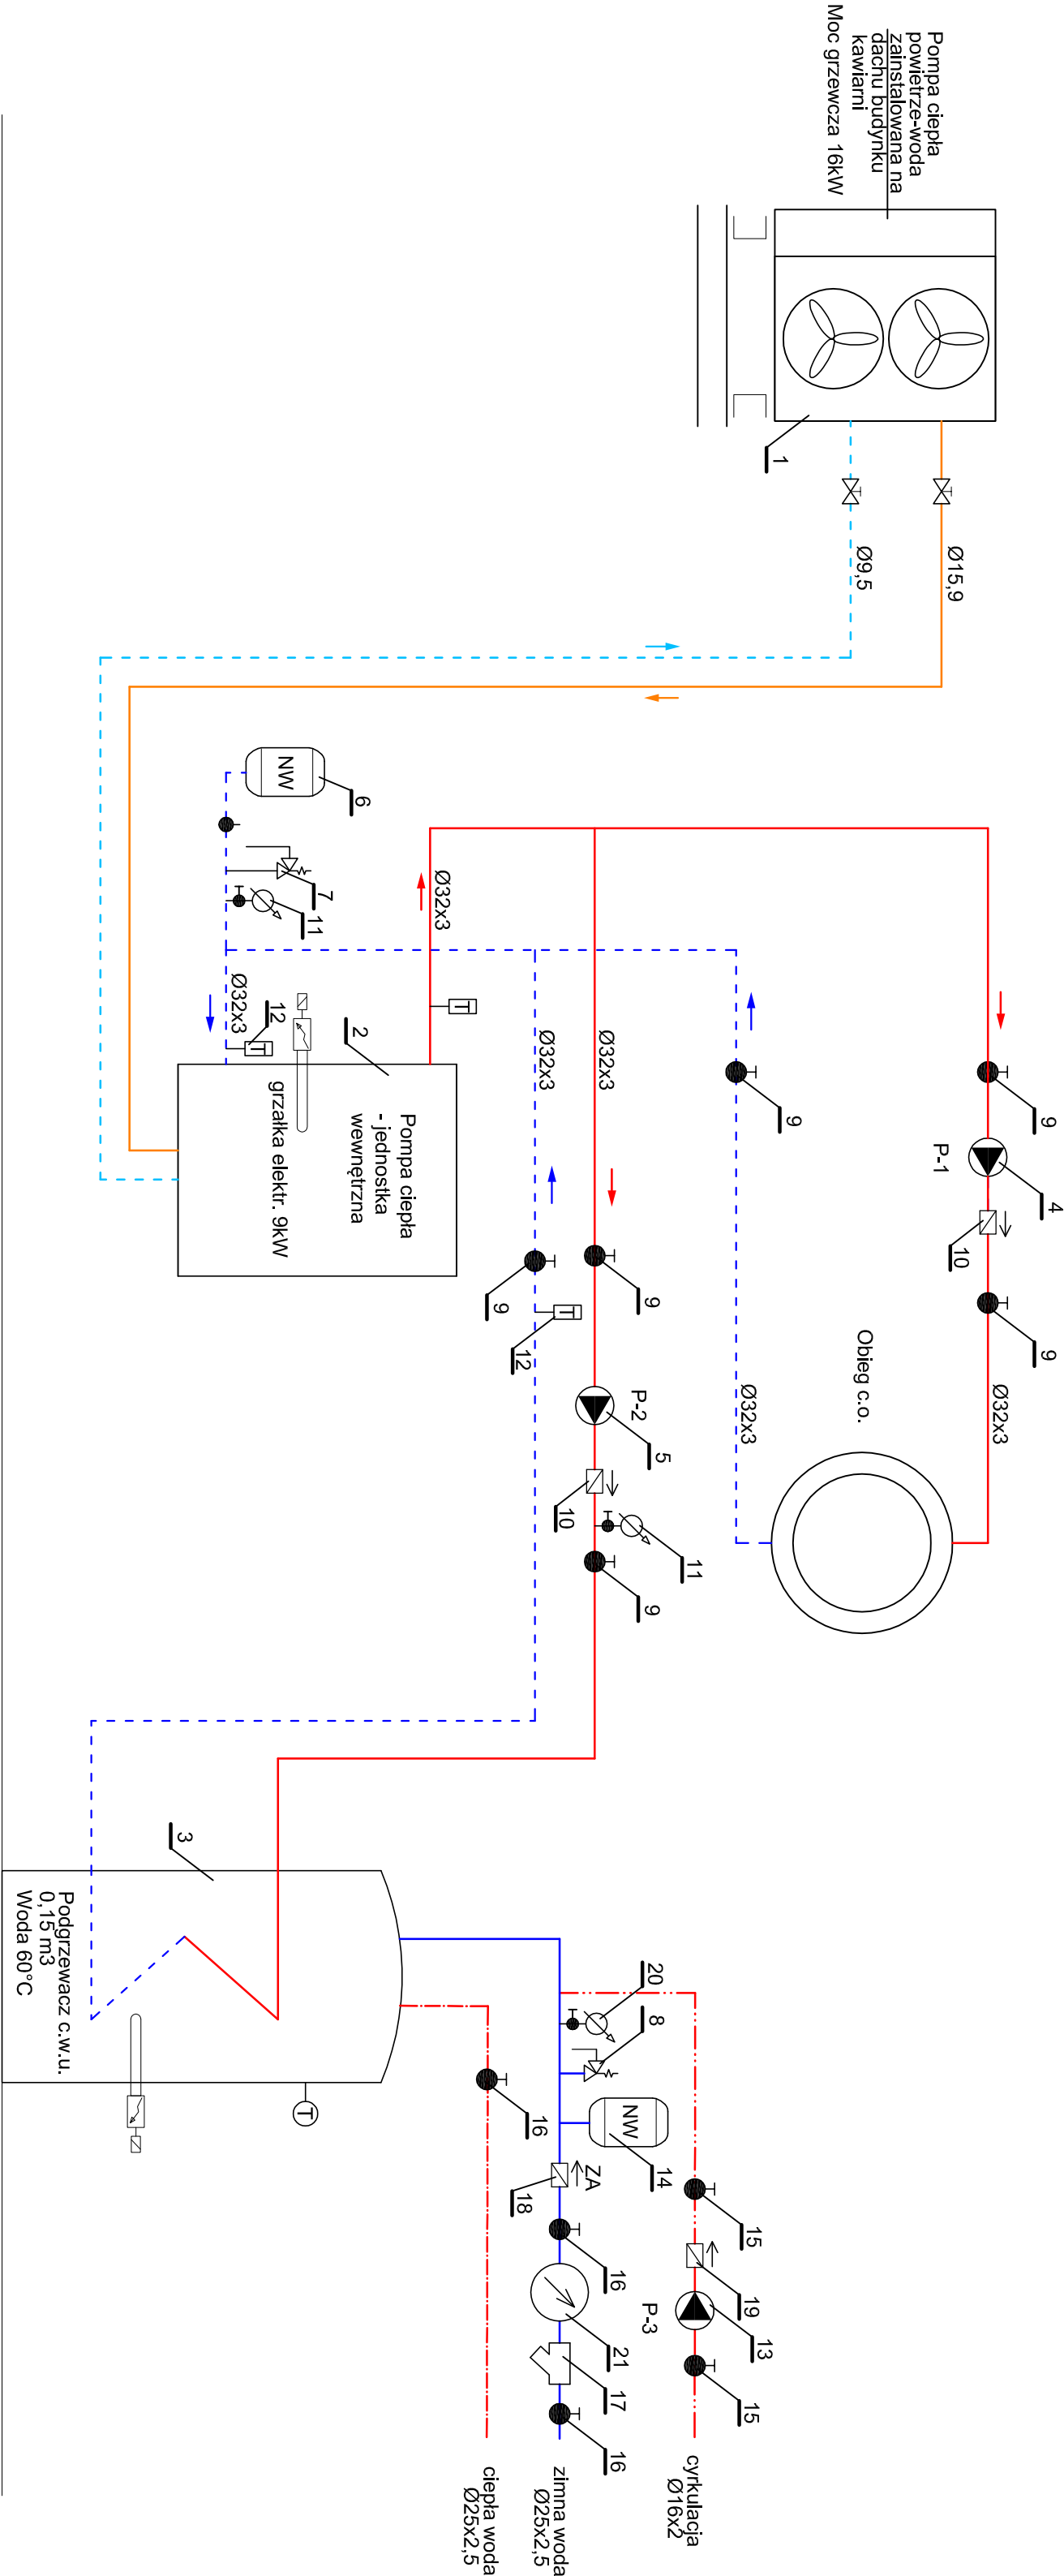 Pompa ciepła
powietrze-woda
zainstalowana na
dachu budynku
kawiarni
Moc grzewcza 16kW
1
Ø15,9
Ø9,5
NW
6
7
11
Ø32x3
Ø32x3
12
T
T
2
Pompa ciepła
- jednostka
wewnętrzna
grzałka elektr. 9kW
9
P-1
4
10
9
Ø32x3
Obieg c.o.
9
Ø32x3
Ø32x3
9
P-2
5
10
11
9
Ø32x3
9
T
12
3
Podgrzewacz c.w.u.
0,15 m3
Woda 60°C
T
20
8
NW
14
ZA
18
16
21
17
16
16
15
19
P-3
13
15
cyrkulacja
Ø16x2
zimna woda
Ø25x2,5
ciepła woda
Ø25x2,5